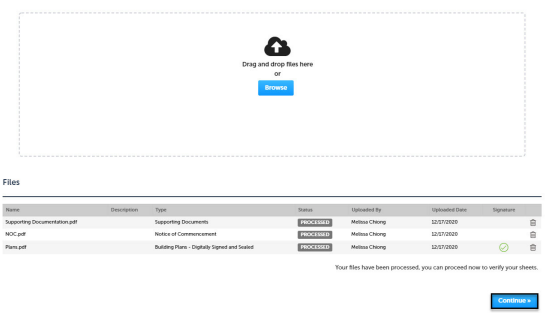 Drag and drop files here
or
Browse
Files
Name Description Type Status Uploaded By Uploaded Date Signature
Supporting Documentation.pdf Supporting Documents PROCESSED Melissa Chiong 12/17/2020
NOC.pdf Notice of Commencement PROCESSED Melissa Chiong 12/17/2020
Plans.pdf Building Plans - Digitally Signed and Sealed PROCESSED Melissa Chiong 12/17/2020
Your files have been processed, you can proceed now to verify your sheets.
Continue »